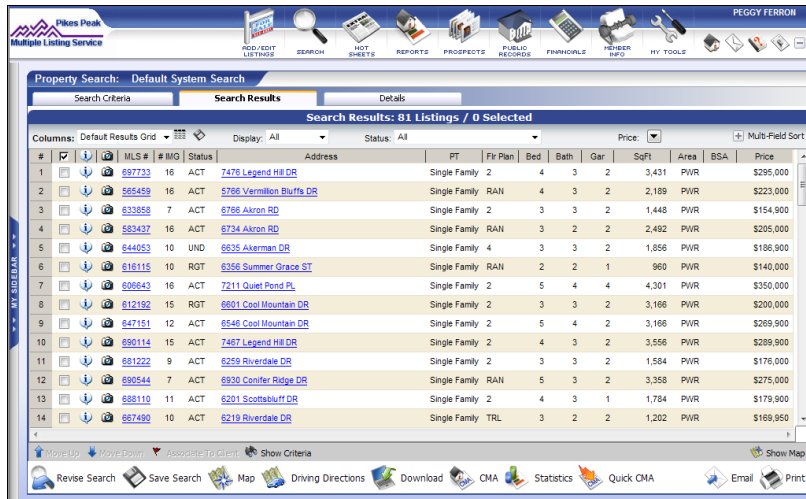 PEGGY FERRON
Pikes Peak
Multiple Listing Service
ADD/EDIT LISTINGS SEARCH HOT SHEETS REPORTS PROSPECTS PUBLIC RECORDS FINANCIALS MEMBER INFO MY TOOLS
Property Search: Default System Search
Search Criteria Search Results Details
Search Results: 81 Listings / 0 Selected
Columns: Default Results Grid Display: All Status: All Price: Multi-Field Sort
# MLS # # IMG Status Address PT Flr Plan Bed Bath Gar SqFt Area BSA Price
1 697733 16 ACT 7476 Legend Hill DR Single Family 2 4 3 2 3,431 PWR $295,000
2 565459 16 ACT 5766 Vermillion Bluffs DR Single Family RAN 4 3 2 2,189 PWR $223,000
3 633858 7 ACT 6766 Akron RD Single Family 2 3 3 2 1,448 PWR $154,900
4 583437 16 ACT 6734 Akron RD Single Family RAN 3 2 2 2,492 PWR $205,000
5 644053 10 UND 6635 Akerman DR Single Family 4 3 3 2 1,856 PWR $186,900
6 616115 10 RGT 6356 Summer Grace ST Single Family RAN 2 2 1 960 PWR $140,000
7 606643 16 ACT 7211 Quiet Pond PL Single Family 2 5 4 4 4,301 PWR $350,000
8 612192 15 RGT 6601 Cool Mountain DR Single Family 2 3 3 2 3,166 PWR $200,000
9 647151 12 ACT 6546 Cool Mountain DR Single Family 2 5 4 2 3,166 PWR $269,900
10 690114 15 ACT 7467 Legend Hill DR Single Family 2 4 3 2 3,556 PWR $289,900
11 681222 9 ACT 6259 Riverdale DR Single Family 2 3 3 2 1,584 PWR $176,000
12 690544 7 ACT 6930 Conifer Ridge DR Single Family RAN 5 3 2 3,358 PWR $275,000
13 688110 11 ACT 6201 Scottsbluff DR Single Family 2 4 3 1 1,784 PWR $179,900
14 667490 10 ACT 6219 Riverdale DR Single Family TRL 3 2 2 1,202 PWR $169,950
MY SIDEBAR
Move Up Move Down Associate To Client Show Criteria Show Map
Revise Search Save Search Map Driving Directions Download CMA Statistics Quick CMA Email Print